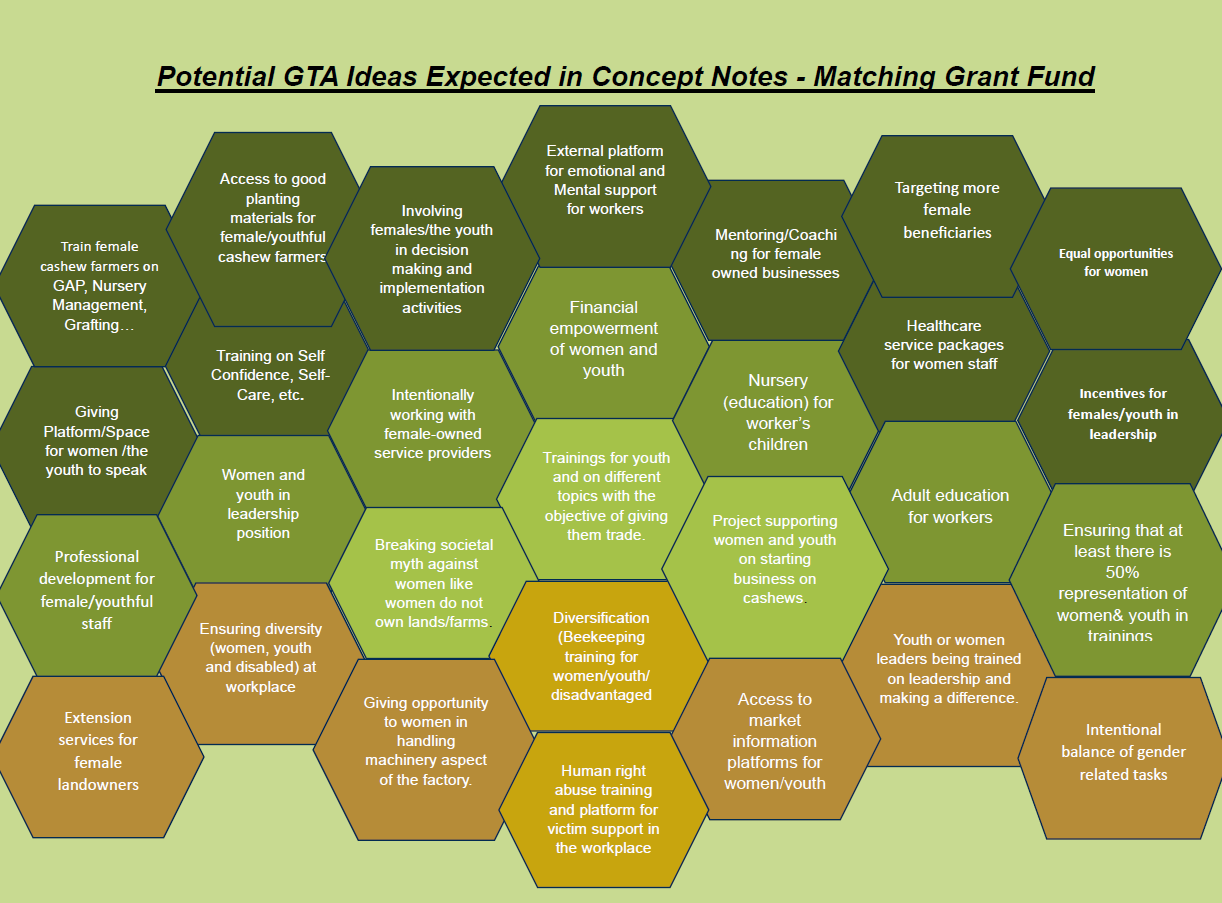 Potential GTA Ideas Expected in Concept Notes - Matching Grant Fund
Train female
cashew farmers on
GAP, Nursery
Management,
Grafting…
Giving
Platform/Space
for women /the
youth to speak
Professional
development for
female/youthful
staff
Extension
services for
female
landowners
Access to good
planting
materials for
female/youthful
cashew farmers
Training on Self
Confidence, Self-
Care, etc.
Women and
youth in
leadership
position
Ensuring diversity
(women, youth
and disabled) at
workplace
Involving
females/the youth
in decision
making and
implementation
activities
Intentionally
working with
female-owned
service providers
Breaking societal
myth against
women like
women do not
own lands/farms.
Giving opportunity
to women in
handling
machinery aspect
of the factory.
External platform
for emotional and
Mental support
for workers
Financial
empowerment
of women and
youth
Trainings for youth
and on different
topics with the
objective of giving
them trade.
Diversification
(Beekeeping
training for
women/youth/
disadvantaged
Human right
abuse training
and platform for
victim support in
the workplace
Mentoring/Coachi
ng for female
owned businesses
Nursery
(education) for
worker’s
children
Project supporting
women and youth
on starting
business on
cashews.
Access to
market
information
platforms for
women/youth
Targeting more
female
beneficiaries
Healthcare
service packages
for women staff
Adult education
for workers
Youth or women
leaders being trained
on leadership and
making a difference.
Equal opportunities
for women
Incentives for
females/youth in
leadership
Ensuring that at
least there is
50%
representation of
women& youth in
trainings
Intentional
balance of gender
related tasks